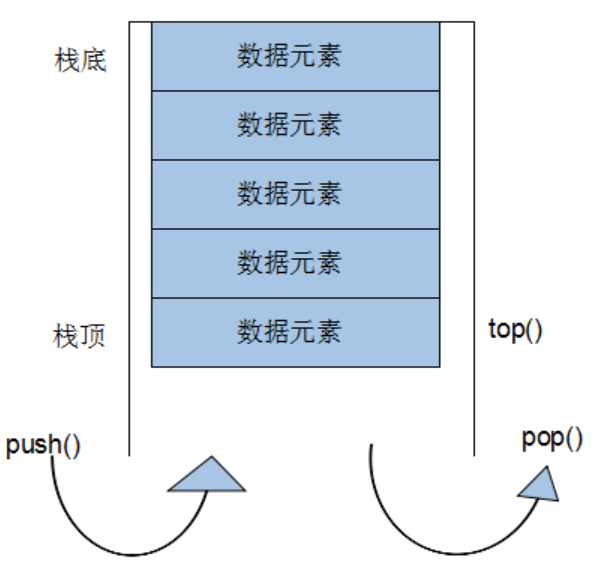 栈底
数据元素
数据元素
数据元素
数据元素
栈顶
数据元素
top()
push()
pop()